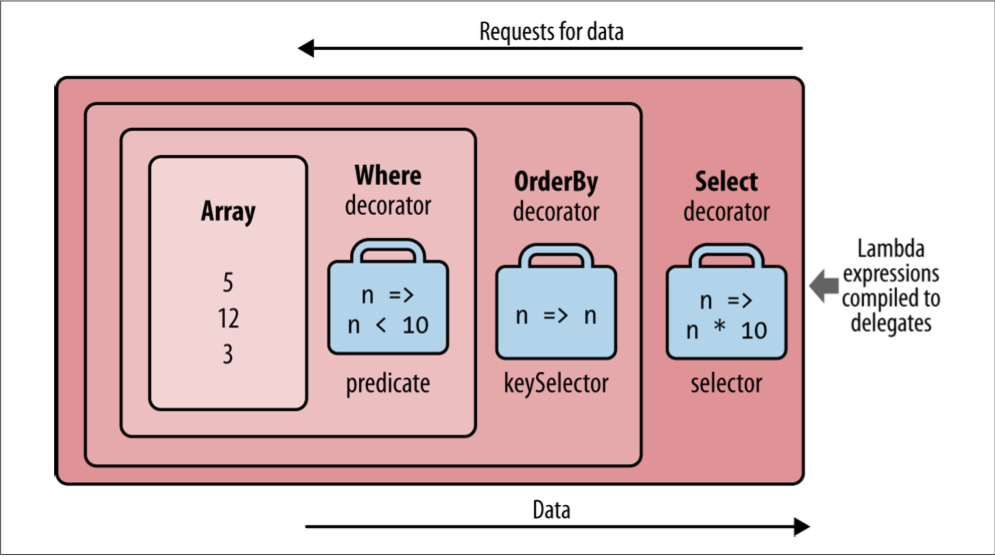 Requests for data
Array
5
12
3
Where
decorator
n =>
n < 10
predicate
OrderBy
decorator
n => n
keySelector
Select
decorator
n =>
n * 10
selector
Lambda
expressions
compiled to
delegates
Data